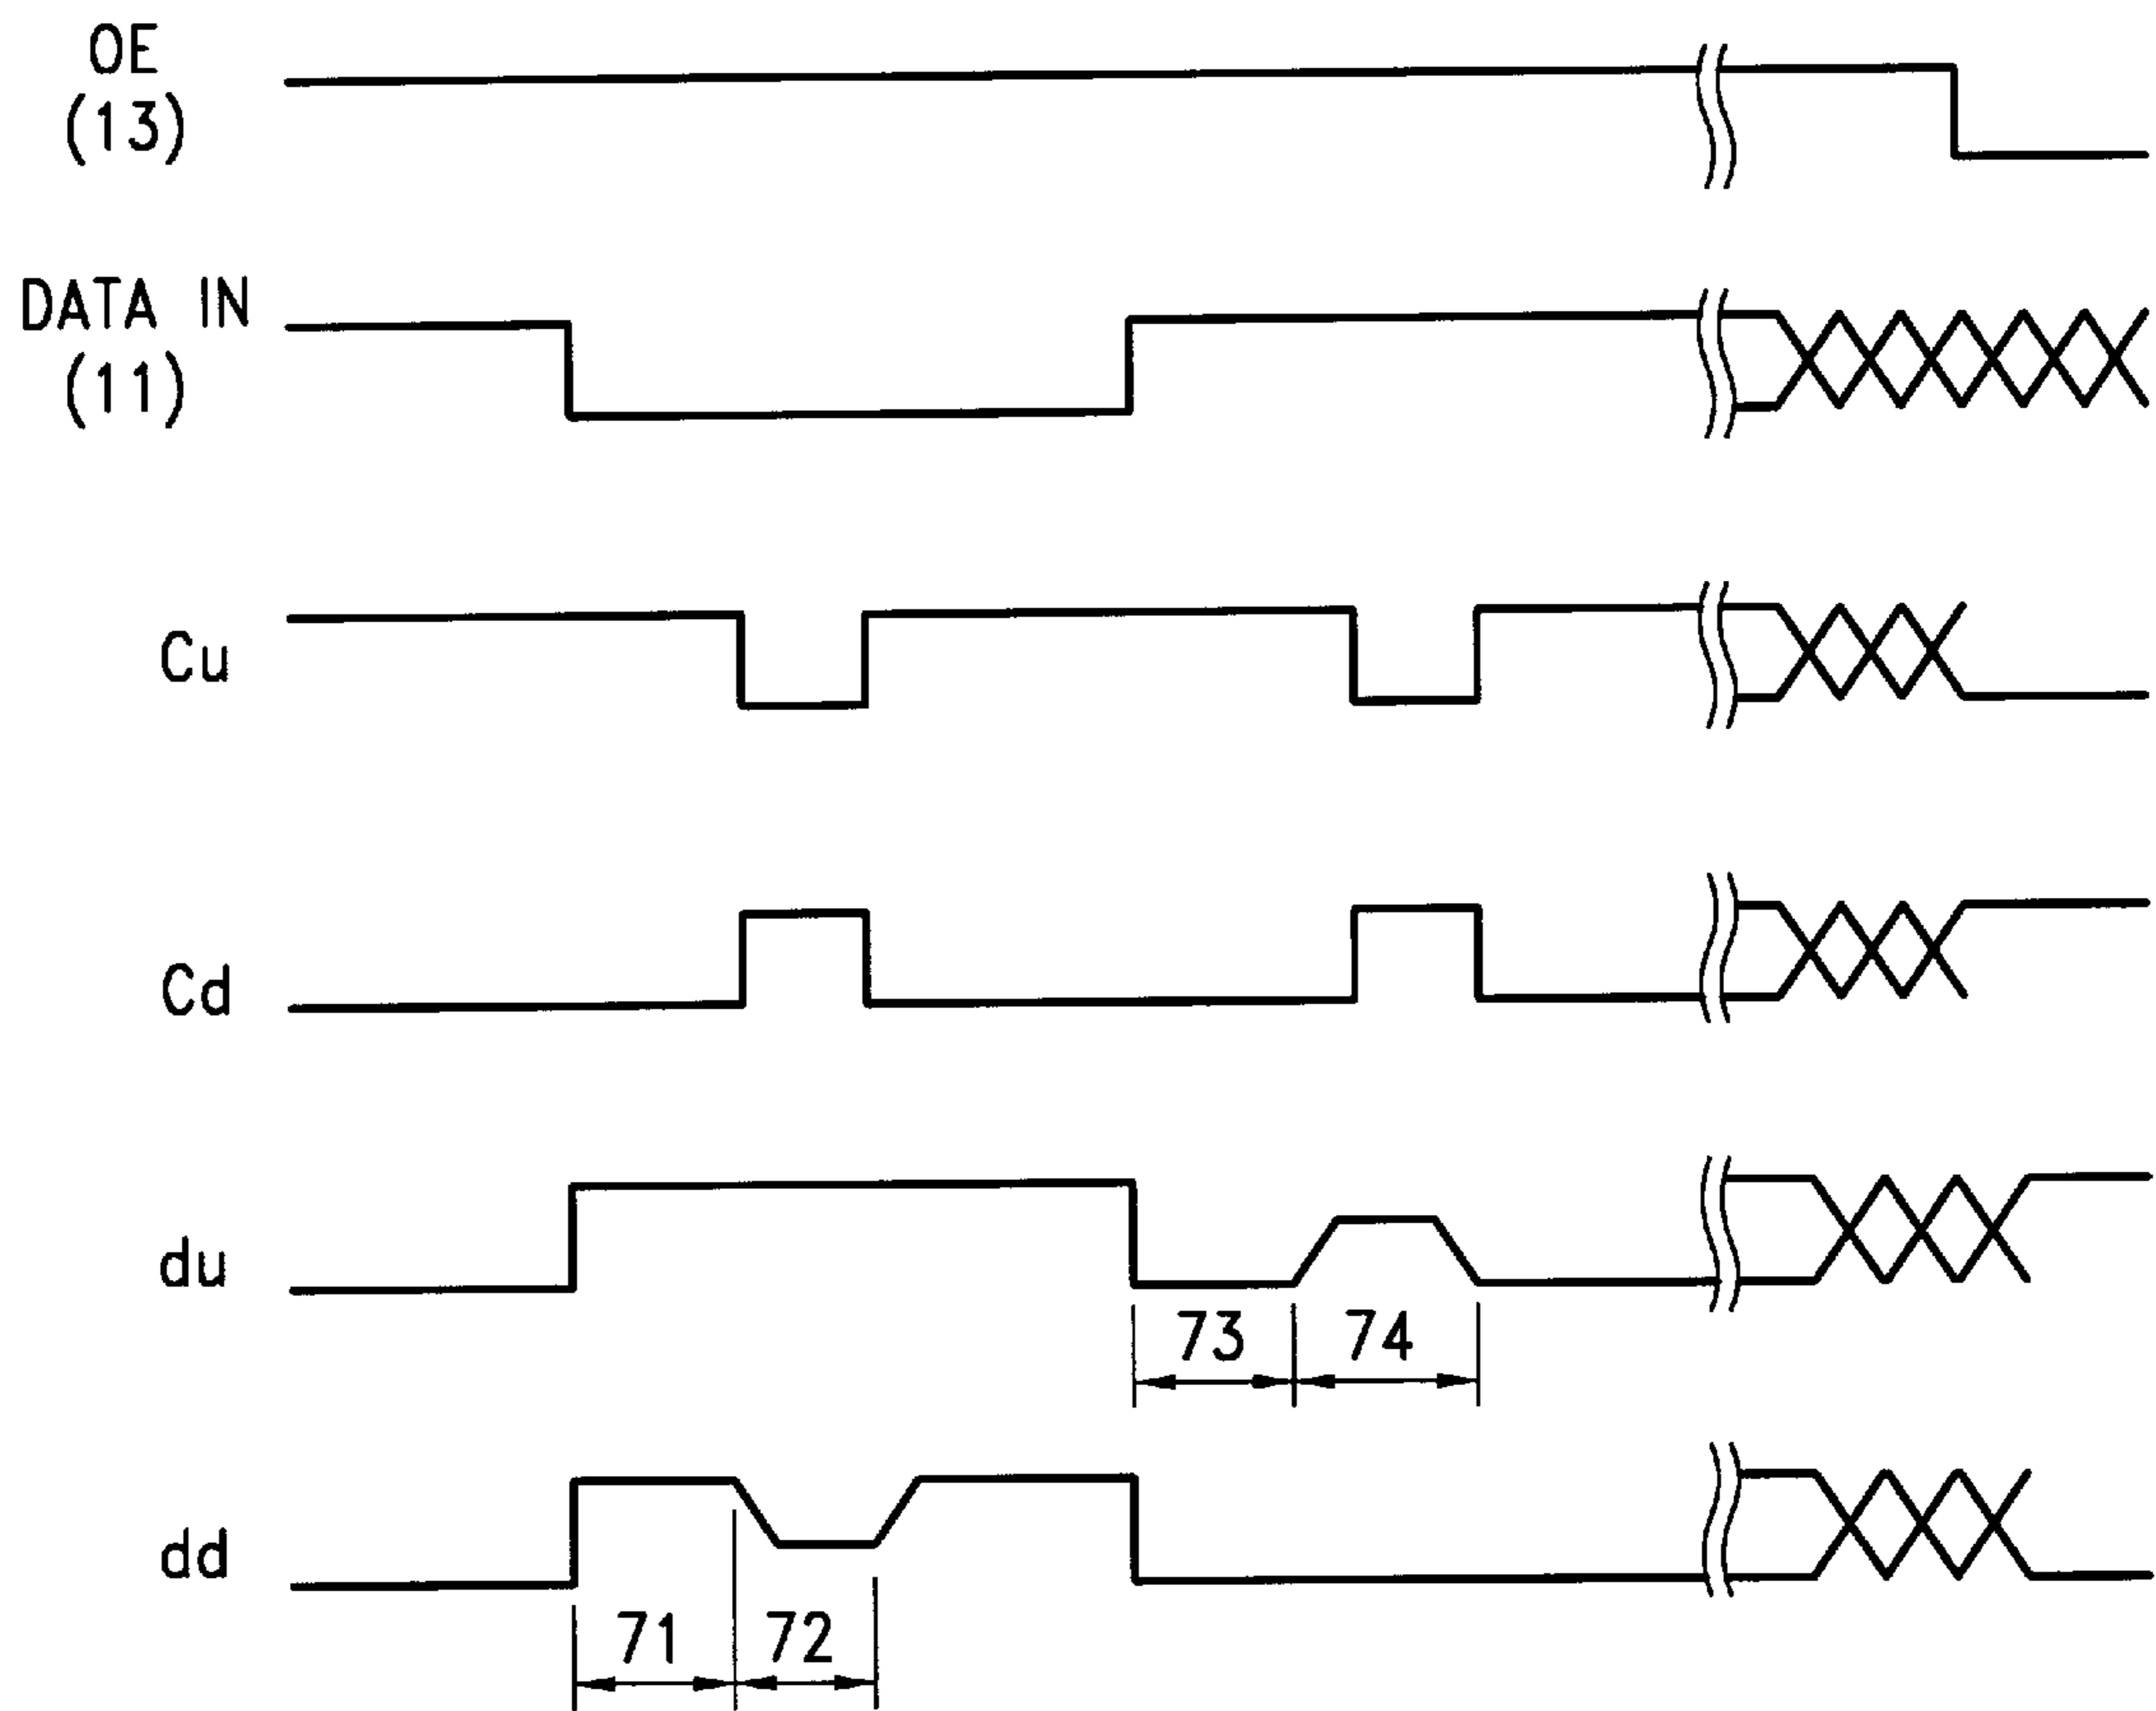 OE
(13)
DATA IN
(11)
Cu
Cd
du
73 74
dd
71 72